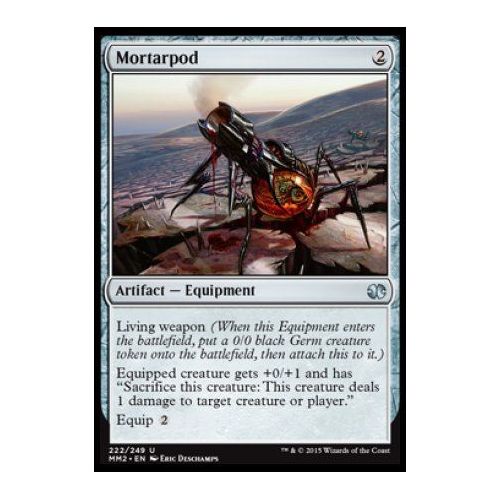 Mortarpod 2
Artifact — Equipment
Living weapon (When this Equipment enters
the battlefield, put a 0/0 black Germ creature
token onto the battlefield, then attach this to it.)
Equipped creature gets +0/+1 and has
“Sacrifice this creature: This creature deals
1 damage to target creature or player.”
Equip 2
222/249 U
MM2 • EN Eric Deschamps
™ & © 2015 Wizards of the Coast